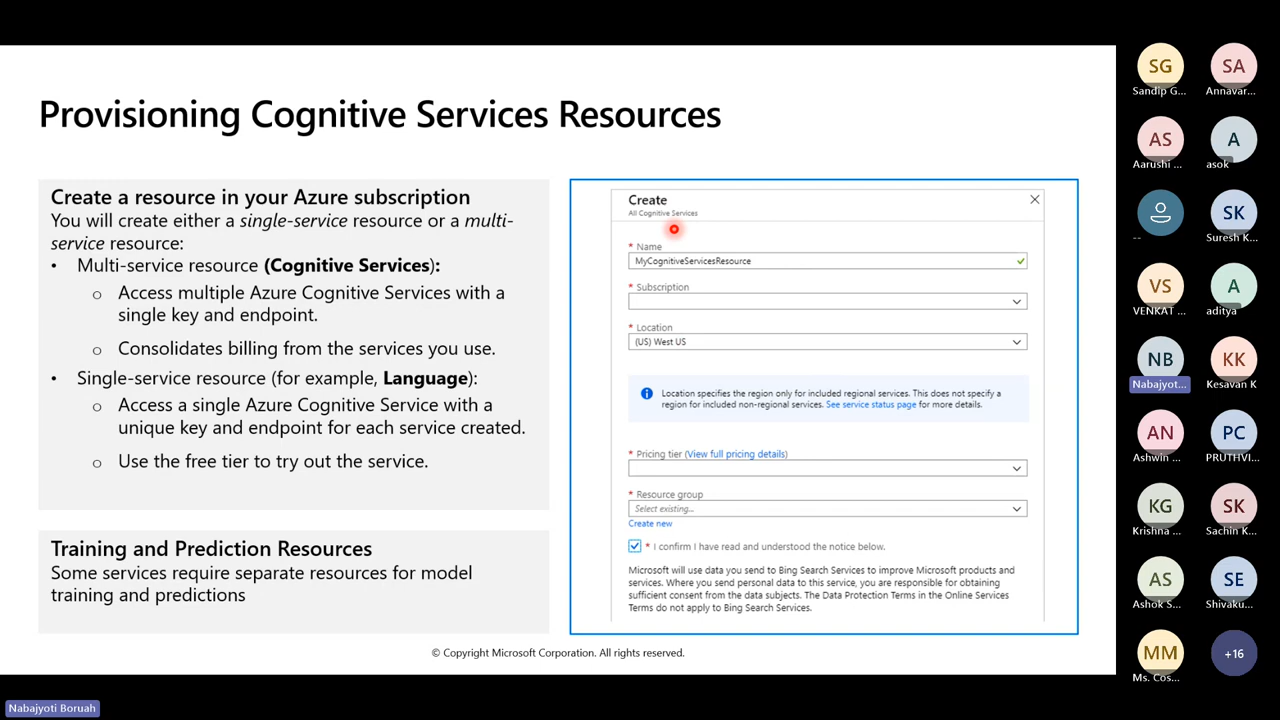 Provisioning Cognitive Services Resources
Create a resource in your Azure subscription
You will create either a single-service resource or a multi-
service resource:
• Multi-service resource (Cognitive Services):
o Access multiple Azure Cognitive Services with a
single key and endpoint.
o Consolidates billing from the services you use.
• Single-service resource (for example, Language):
o Access a single Azure Cognitive Service with a
unique key and endpoint for each service created.
o Use the free tier to try out the service.
Training and Prediction Resources
Some services require separate resources for model
training and predictions
Create
All Cognitive Services
* Name
MyCognitiveServicesResource
* Subscription
* Location
(US) West US
Location specifies the region only for included regional services. This does not specify a
region for included non-regional services. See service status page for more details.
* Pricing tier (View full pricing details)
* Resource group
Select existing...
Create new
* I confirm I have read and understood the notice below.
Microsoft will use data you send to Bing Search Services to improve Microsoft products and
services. Where you send personal data to this service, you are responsible for obtaining
sufficient consent from the data subjects. The Data Protection Terms in the Online Services
Terms do not apply to Bing Search Services.
© Copyright Microsoft Corporation. All rights reserved.
SG SA
Sandip G... Annavar...
AS A
Aarushi ... asok
SK
-- Suresh K...
VS A
VENKAT ... aditya
NB KK
Nabajyot... Kesavan K
AN PC
Ashwin ... PRUTHVI...
KG SK
Krishna ... Sachin K...
AS SE
Ashok S... Shivaku...
MM +16
Ms. Cos...
Nabajyoti Boruah